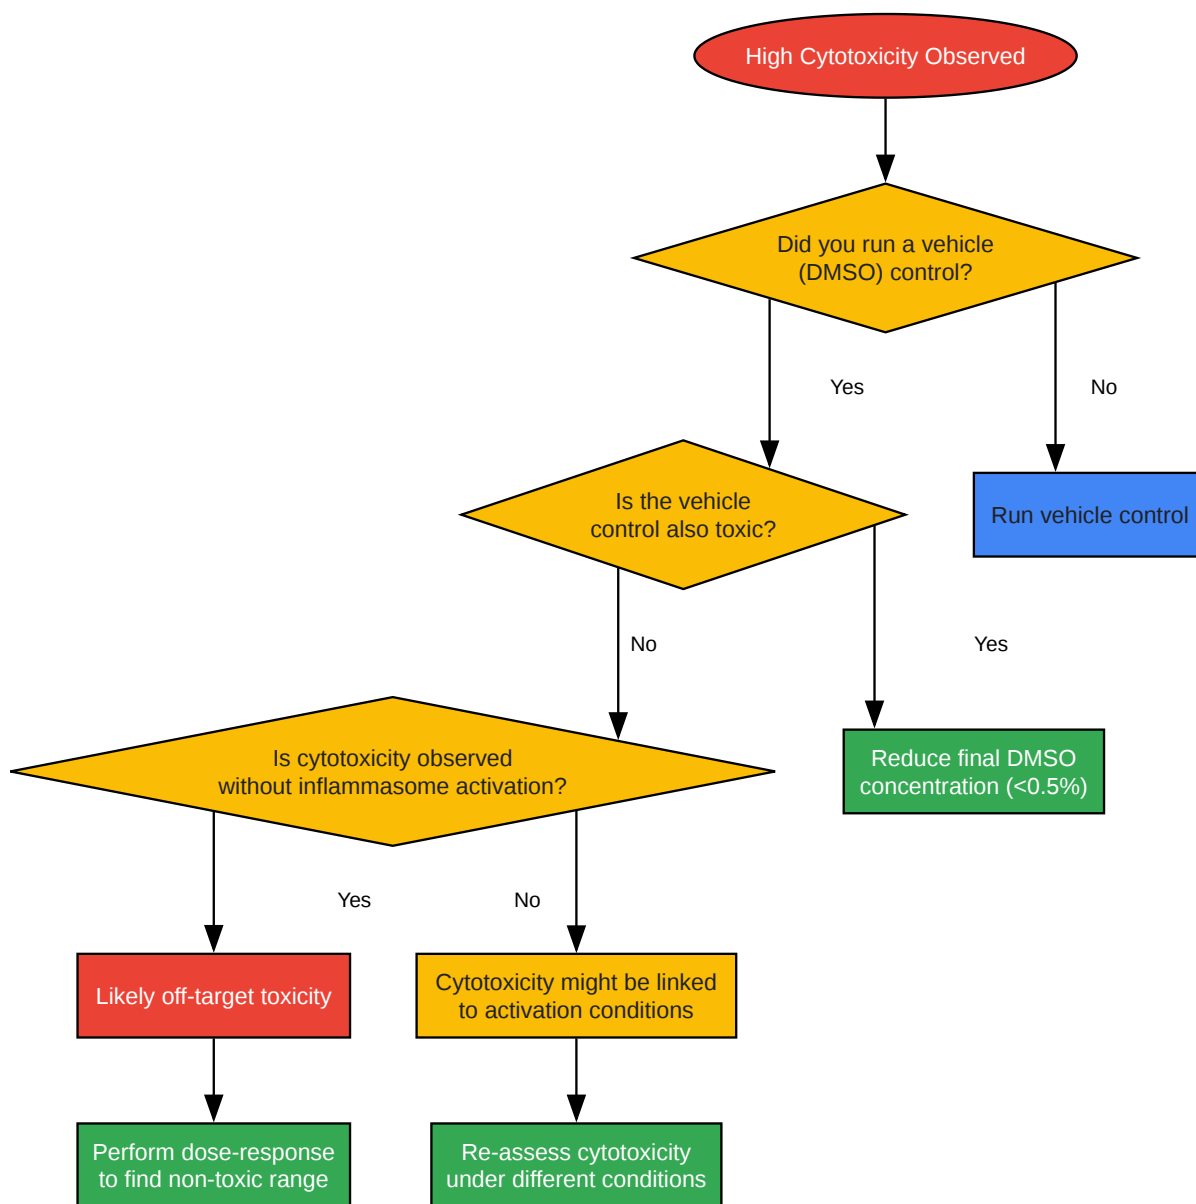 High Cytotoxicity Observed
Did you run a vehicle
(DMSO) control?
Yes
No
Is the vehicle
control also toxic?
Run vehicle control
No
Yes
Is cytotoxicity observed
without inflammasome activation?
Reduce final DMSO
concentration (<0.5%)
Yes
No
Likely off-target toxicity
Cytotoxicity might be linked
to activation conditions
Perform dose-response
to find non-toxic range
Re-assess cytotoxicity
under different conditions